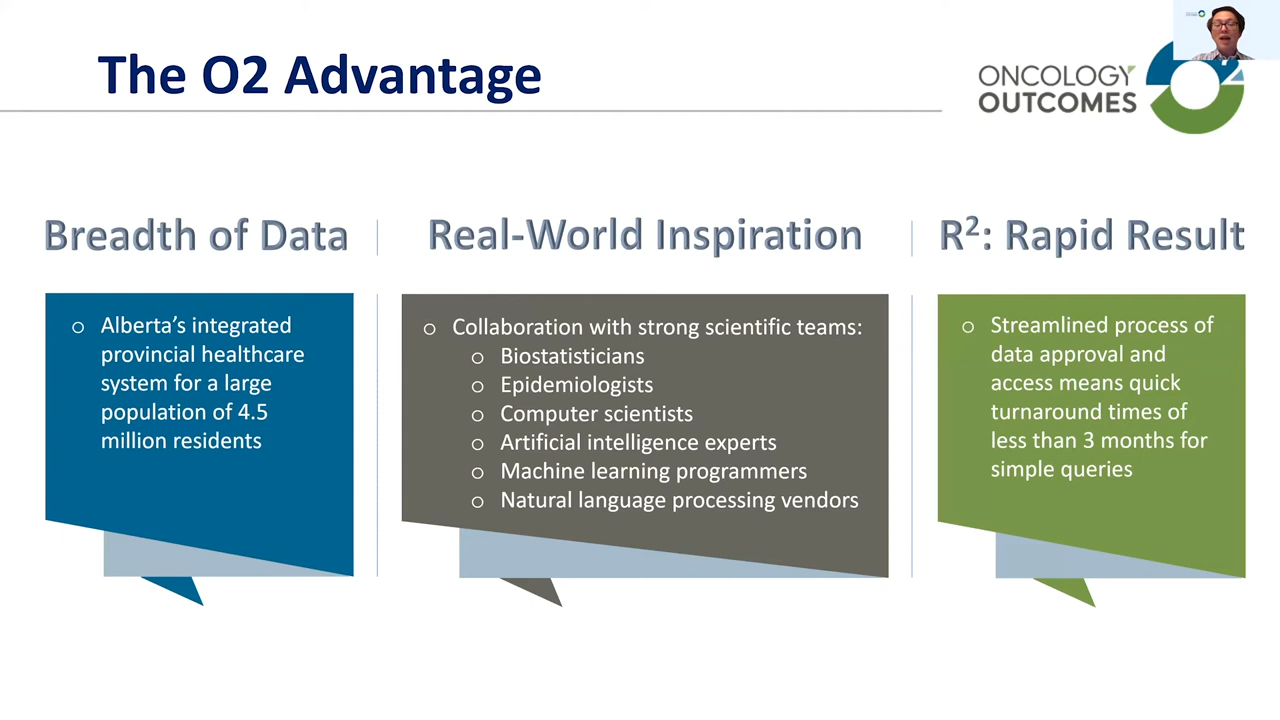 The O2 Advantage
ONCOLOGY
OUTCOMES
2
Breadth of Data
Real-World Inspiration
R²: Rapid Result
○ Alberta's integrated
provincial healthcare
system for a large
population of 4.5
million residents
○ Collaboration with strong scientific teams:
○ Biostatisticians
○ Epidemiologists
○ Computer scientists
○ Artificial intelligence experts
○ Machine learning programmers
○ Natural language processing vendors
○ Streamlined process of
data approval and
access means quick
turnaround times of
less than 3 months for
simple queries